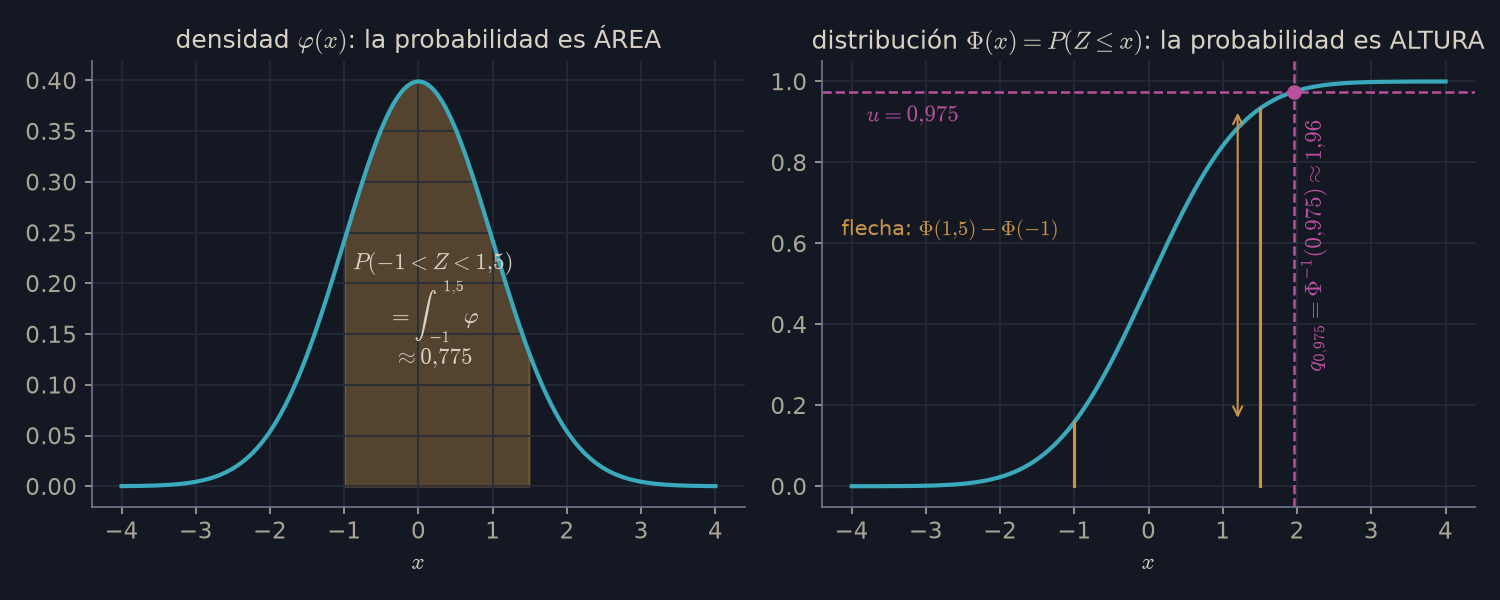 densidad φ(x): la probabilidad es ÁREA
0.40
0.35
0.30
0.25
0.20
0.15
0.10
0.05
0.00
P(−1 < Z < 1,5)
= ∫_{−1}^{1,5} φ
≈ 0,775
−4 −3 −2 −1 0 1 2 3 4
x
distribución Φ(x) = P(Z ≤ x): la probabilidad es ALTURA
1.0
0.8
0.6
0.4
0.2
0.0
u = 0,975
flecha: Φ(1,5) − Φ(−1)
q_{0,975} = Φ^{−1}(0,975) ≈ 1,96
−4 −3 −2 −1 0 1 2 3 4
x